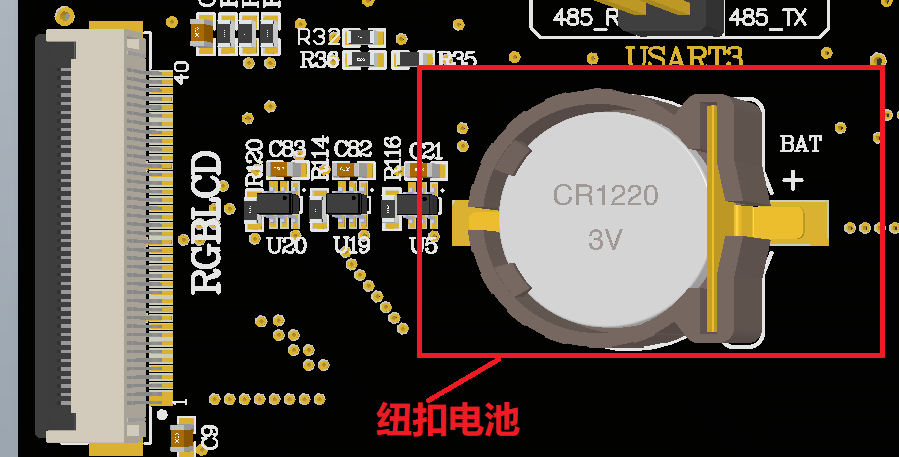 485_TX
USART3
R32
R36
R35
40
R120
C83
R114
C82
R116
C21
BAT
+
CR1220
3V
RGBLCD
U20
U19
U5
1
C9
纽扣电池